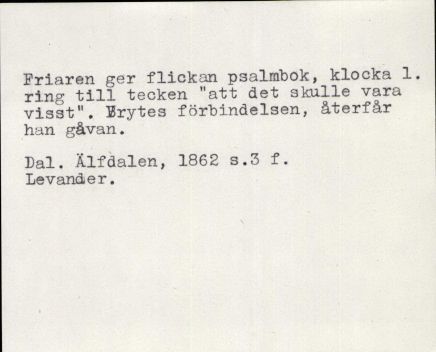 Friaren ger flickan psalmbok, klocka l.
ring till tecken "att det skulle vara
visst". Brytes förbindelsen, återfår
han gåvan.
Dal. Älfdalen, 1862 s.3 f.
Levander.